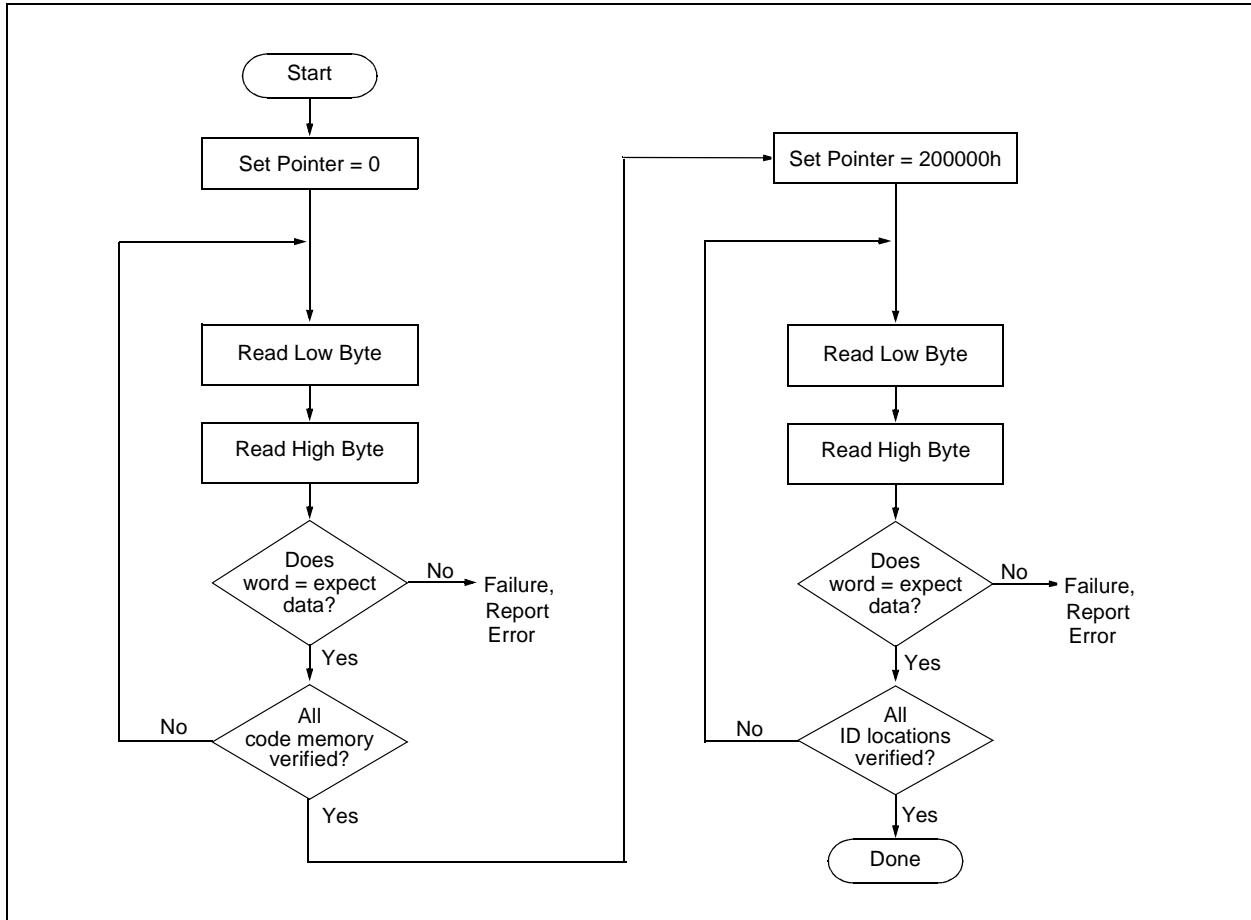 Start
Set Pointer = 0
Read Low Byte
Read High Byte
Does
word = expect
data?
No
Failure,
Report
Error
Yes
All
code memory
verified?
No
Yes
Set Pointer = 200000h
Read Low Byte
Read High Byte
Does
word = expect
data?
No
Failure,
Report
Error
Yes
All
ID locations
verified?
No
Yes
Done